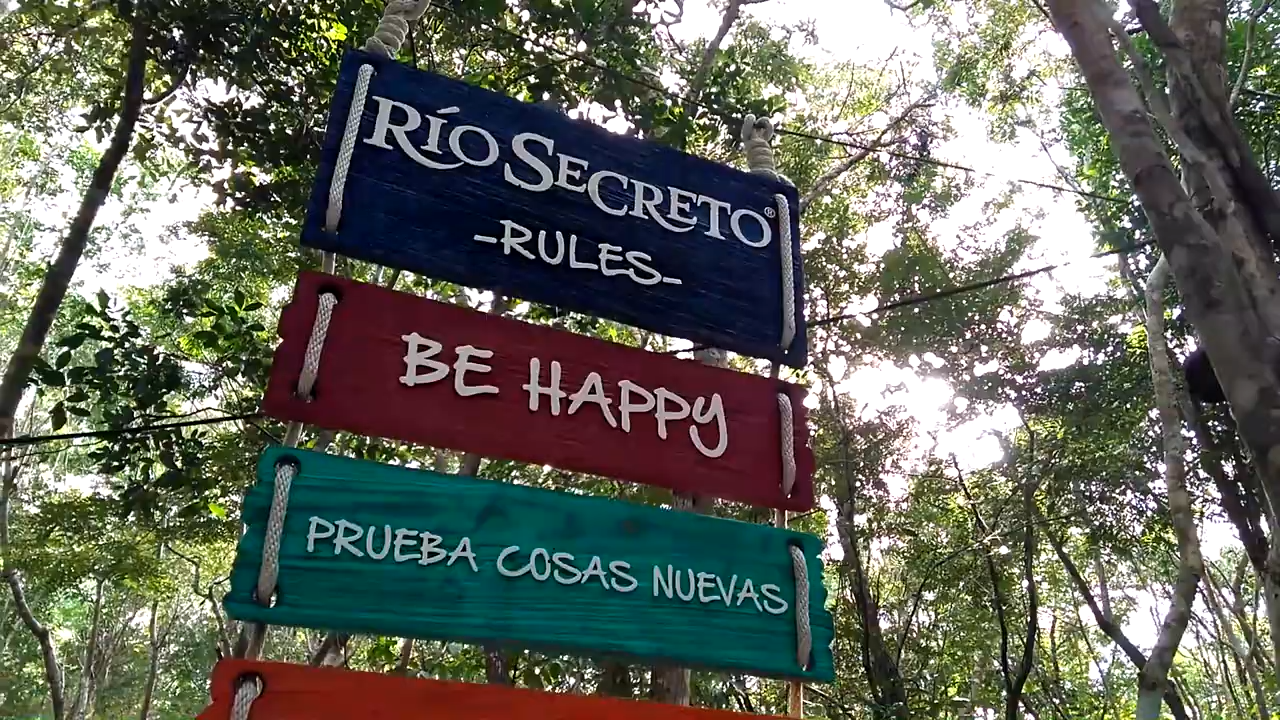 RÍO SECRETO®
-RULES-
BE HAPPY
PRUEBA COSAS NUEVAS